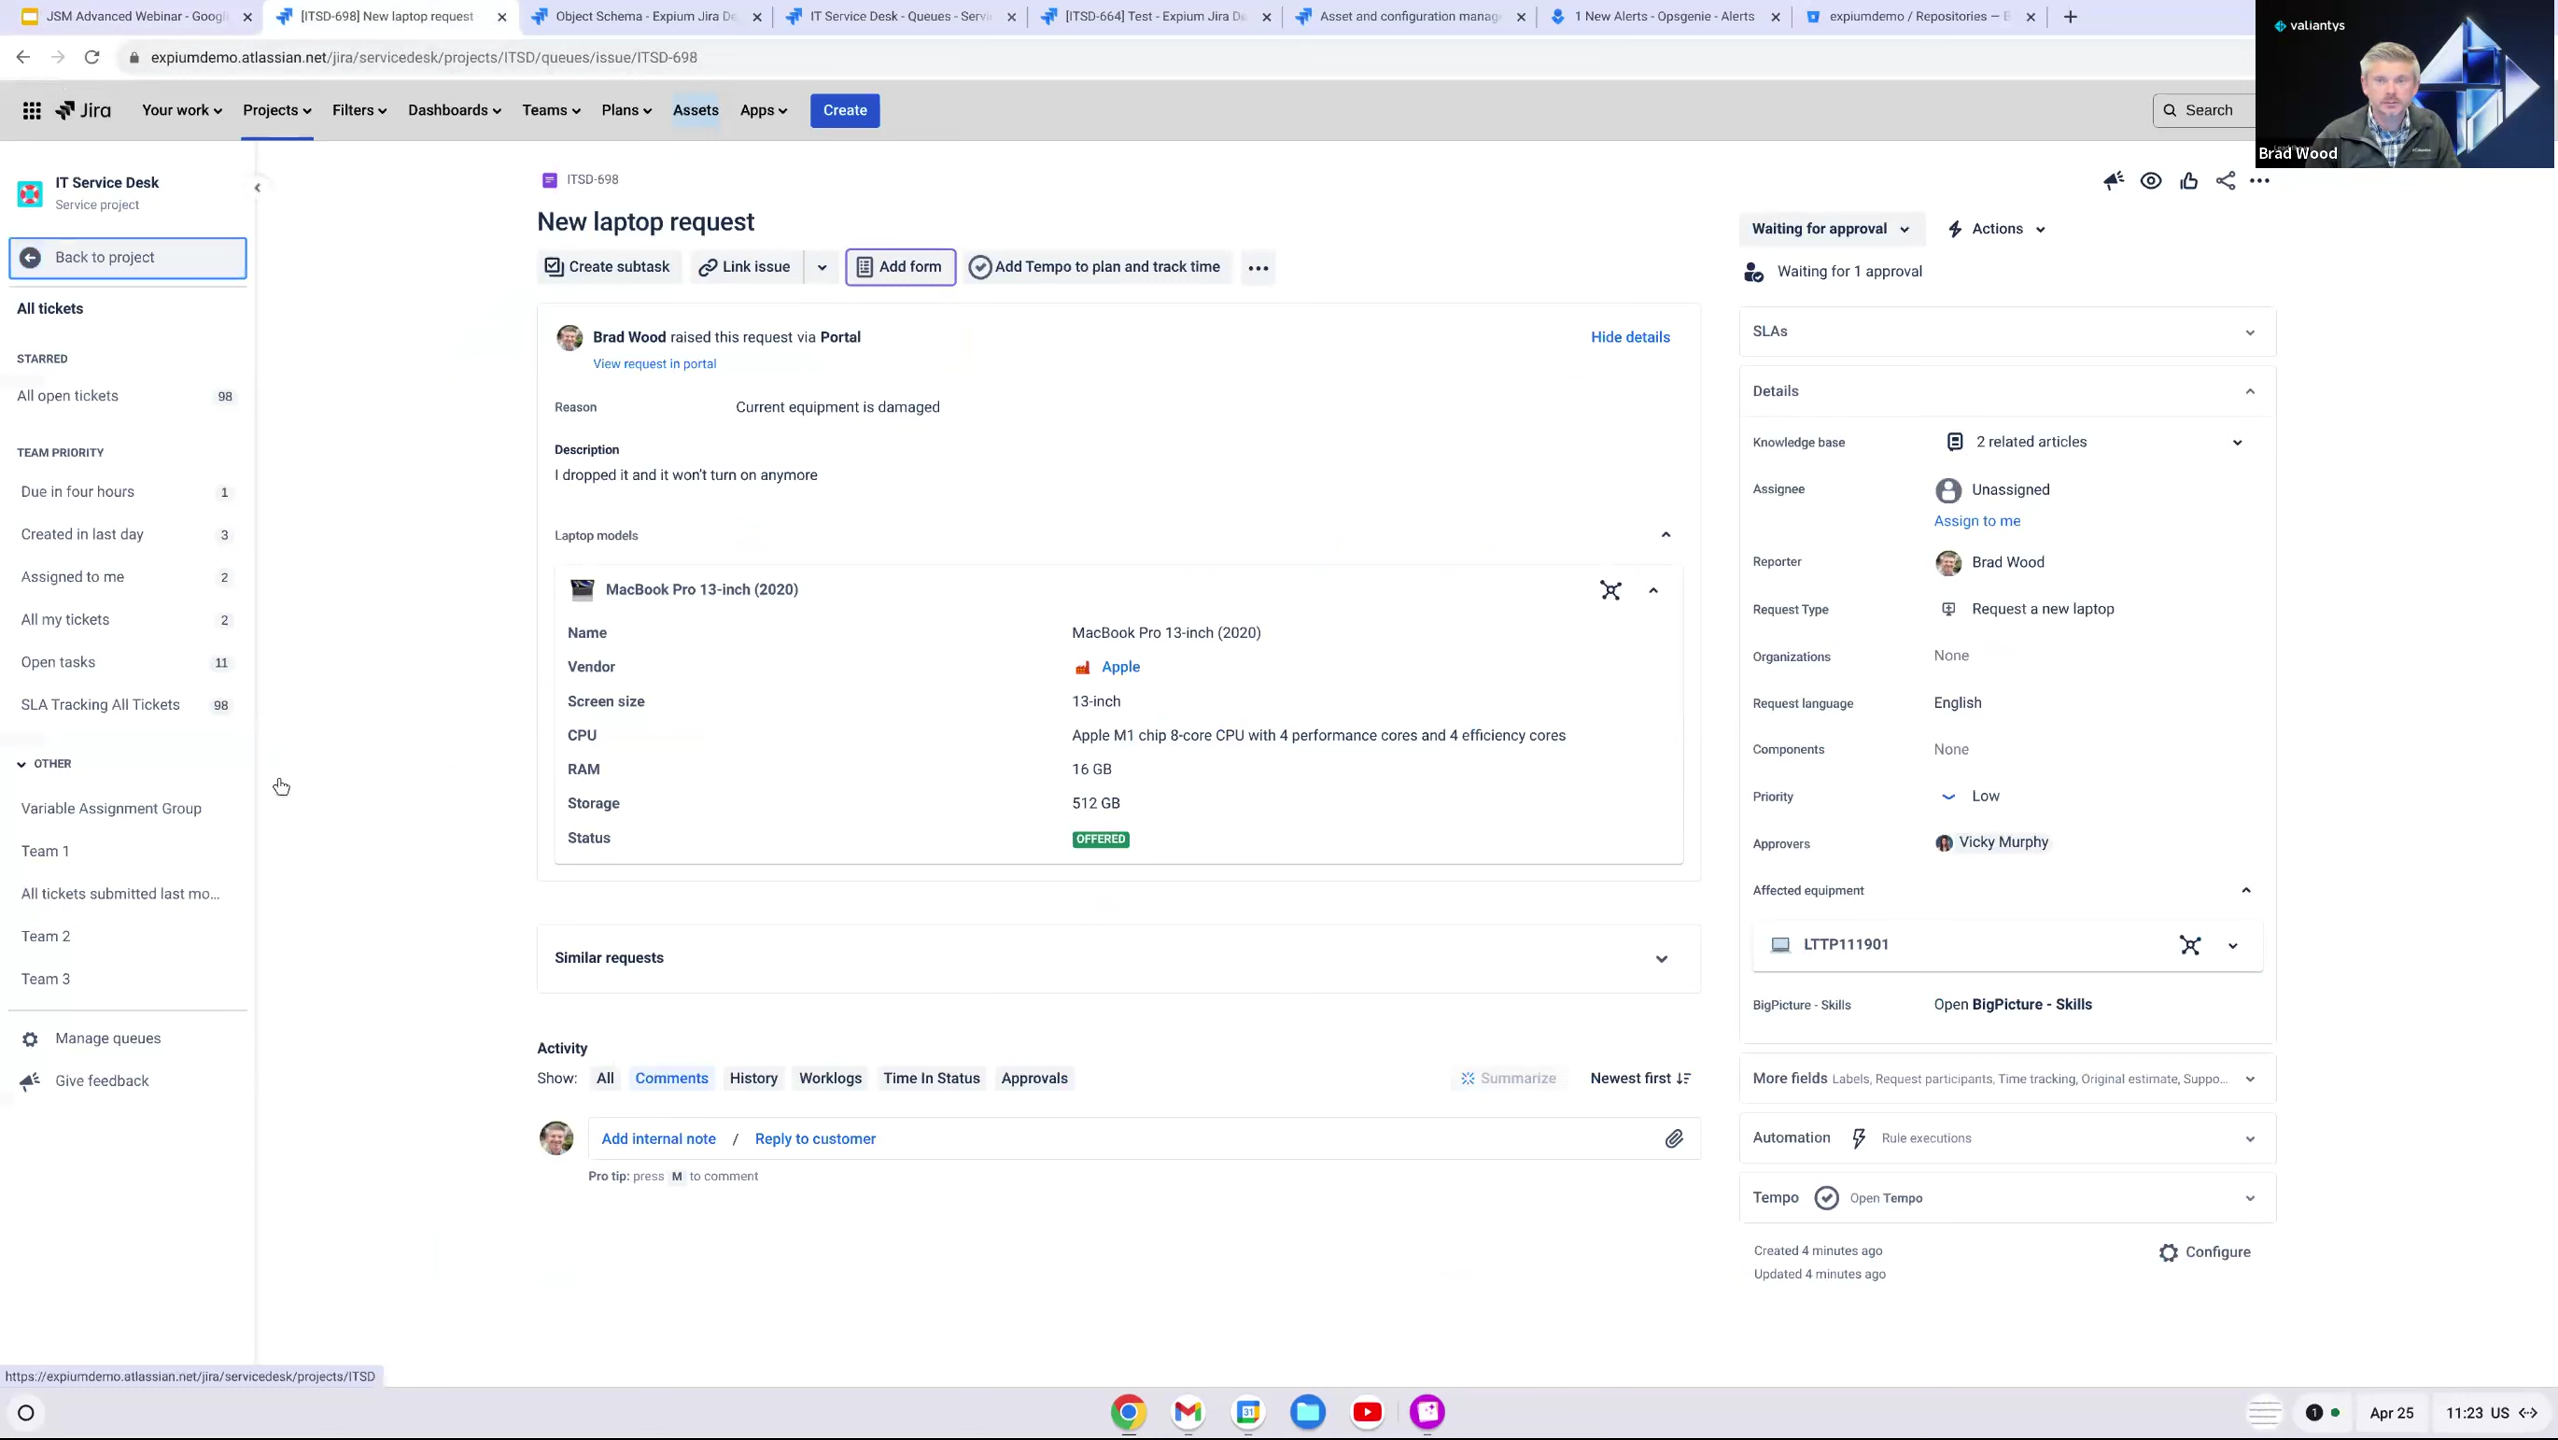 JSM Advanced Webinar - Googl
[ITSD-698] New laptop request
Object Schema - Expium Jira De
IT Service Desk - Queues - Servi
[ITSD-664] Test - Expium Jira De
Asset and configuration manag
1 New Alerts - Opsgenie - Alerts
expiumdemo / Repositories —
expiumdemo.atlassian.net/jira/servicedesk/projects/ITSD/queues/issue/ITSD-698
valiantys
Brad Wood
Jira
Your work
Projects
Filters
Dashboards
Teams
Plans
Assets
Apps
Create
Search
IT Service Desk
Service project
Back to project
All tickets
STARRED
All open tickets 98
TEAM PRIORITY
Due in four hours 1
Created in last day 3
Assigned to me 2
All my tickets 2
Open tasks 11
SLA Tracking All Tickets 98
OTHER
Variable Assignment Group
Team 1
All tickets submitted last mo...
Team 2
Team 3
Manage queues
Give feedback
https://expiumdemo.atlassian.net/jira/servicedesk/projects/ITSD
ITSD-698
New laptop request
Create subtask
Link issue
Add form
Add Tempo to plan and track time
Brad Wood raised this request via Portal
Hide details
View request in portal
Reason Current equipment is damaged
Description
I dropped it and it won't turn on anymore
Laptop models
MacBook Pro 13-inch (2020)
Name MacBook Pro 13-inch (2020)
Vendor Apple
Screen size 13-inch
CPU Apple M1 chip 8-core CPU with 4 performance cores and 4 efficiency cores
RAM 16 GB
Storage 512 GB
Status OFFERED
Similar requests
Activity
Show: All Comments History Worklogs Time In Status Approvals
Summarize
Newest first
Add internal note / Reply to customer
Pro tip: press M to comment
Waiting for approval
Actions
Waiting for 1 approval
SLAs
Details
Knowledge base 2 related articles
Assignee Unassigned
Assign to me
Reporter Brad Wood
Request Type Request a new laptop
Organizations None
Request language English
Components None
Priority Low
Approvers Vicky Murphy
Affected equipment
LTTP111901
BigPicture - Skills Open BigPicture - Skills
More fields Labels, Request participants, Time tracking, Original estimate, Suppo...
Automation Rule executions
Tempo Open Tempo
Created 4 minutes ago
Updated 4 minutes ago
Configure
31
1
Apr 25
11:23 US